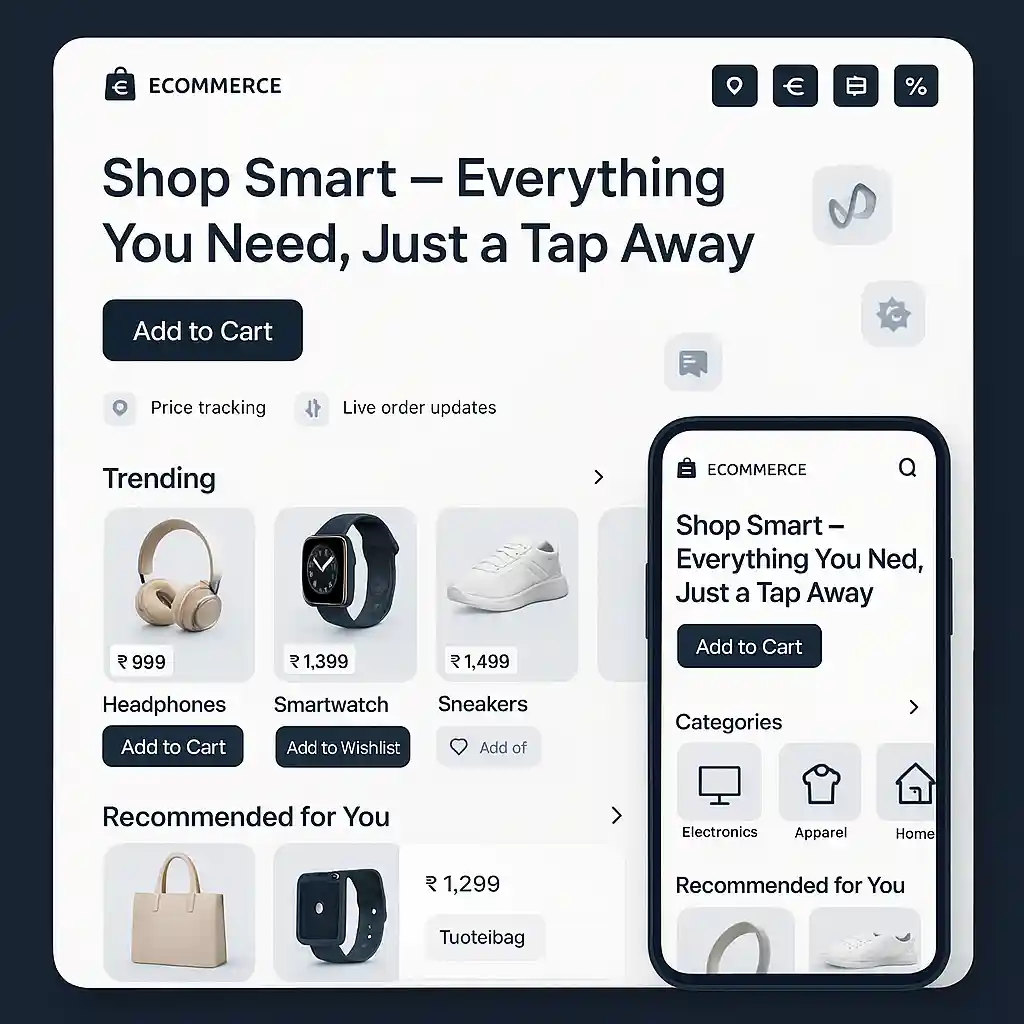 ECOMMERCE
Shop Smart – Everything
You Need, Just a Tap Away
Add to Cart
Price tracking
Live order updates
Trending
₹ 999
₹ 1,399
₹ 1,499
Headphones
Smartwatch
Sneakers
Add to Cart
Add to Wishlist
Add of
Recommended for You
₹ 1,299
Tuoteibag
ECOMMERCE
Shop Smart –
Everything You Ned,
Just a Tap Away
Add to Cart
Categories
Electronics
Apparel
Home
Recommended for You